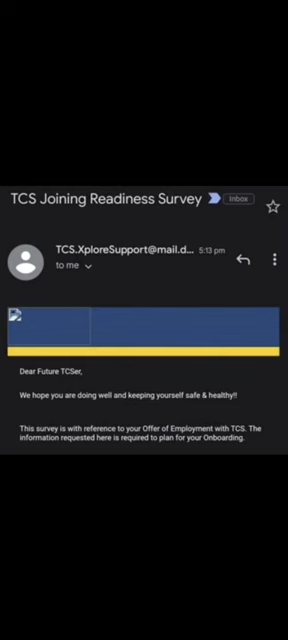 TCS Joining Readiness Survey Inbox
TCS.XploreSupport@mail.d... 5:13 pm
to me
Dear Future TCSer,
We hope you are doing well and keeping yourself safe & healthy!!
This survey is with reference to your Offer of Employment with TCS. The
information requested here is required to plan for your Onboarding.